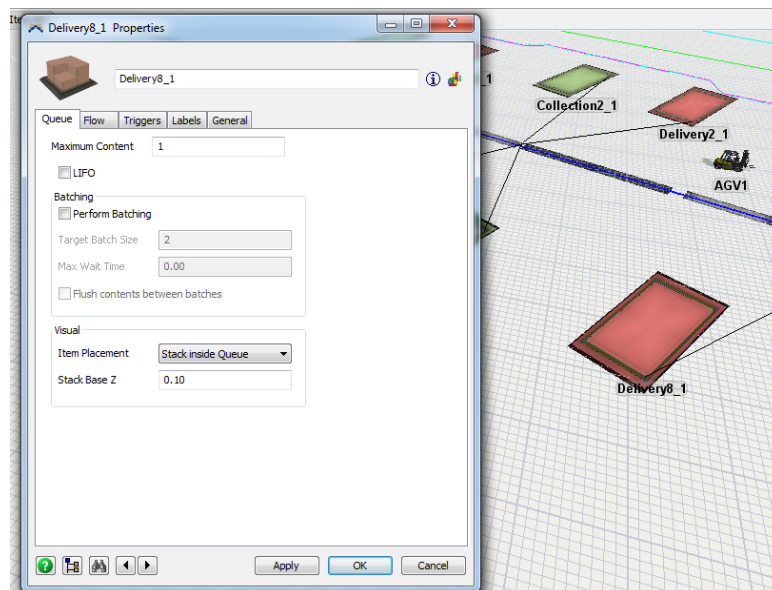 Ite
Delivery8_1 Properties
Delivery8_1
Queue Flow Triggers Labels General
Maximum Content 1
LIFO
Batching
Perform Batching
Target Batch Size 2
Max Wait Time 0.00
Flush contents between batches
Visual
Item Placement Stack inside Queue
Stack Base Z 0.10
Apply OK Cancel
_1
Collection2_1
Delivery2_1
AGV1
Delivery8_1